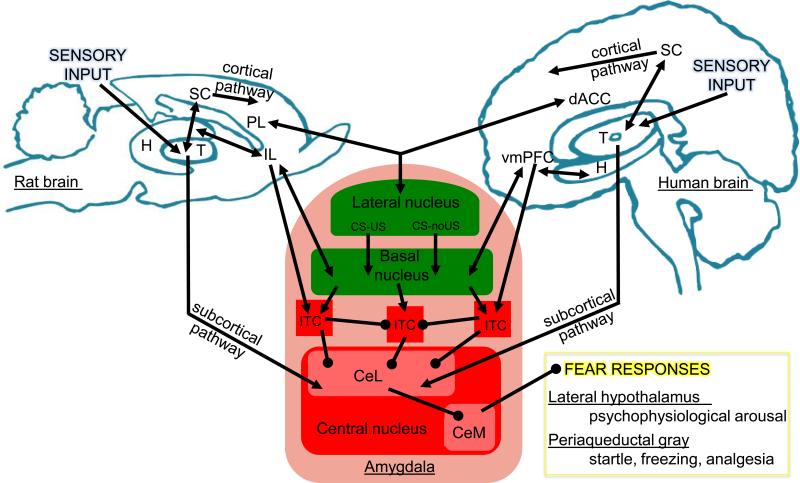 SENSORY
INPUT
cortical
pathway
SC
PL
H
T
IL
Rat brain
cortical
pathway
SC
SENSORY
INPUT
dACC
T
vmPFC
H
Human brain
Lateral nucleus
CS-US
CS-noUS
Basal
nucleus
ITC
ITC
ITC
subcortical
pathway
subcortical
pathway
CeL
Central nucleus
CeM
Amygdala
FEAR RESPONSES
Lateral hypothalamus
psychophysiological arousal
Periaqueductal gray
startle, freezing, analgesia